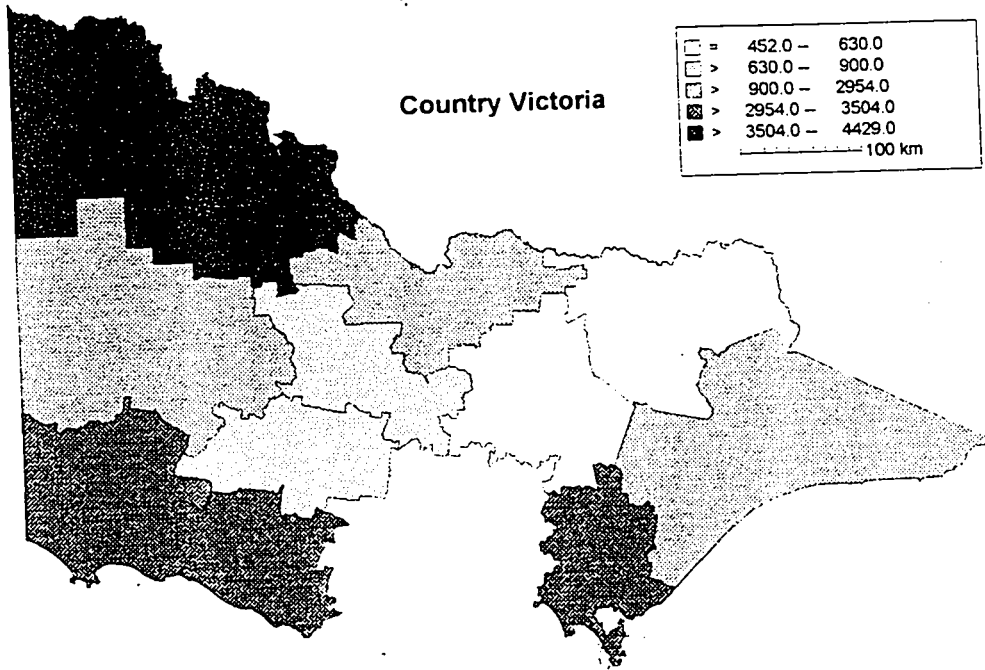 Country Victoria
= 452.0 – 630.0
> 630.0 – 900.0
> 900.0 – 2954.0
> 2954.0 – 3504.0
> 3504.0 – 4429.0
100 km